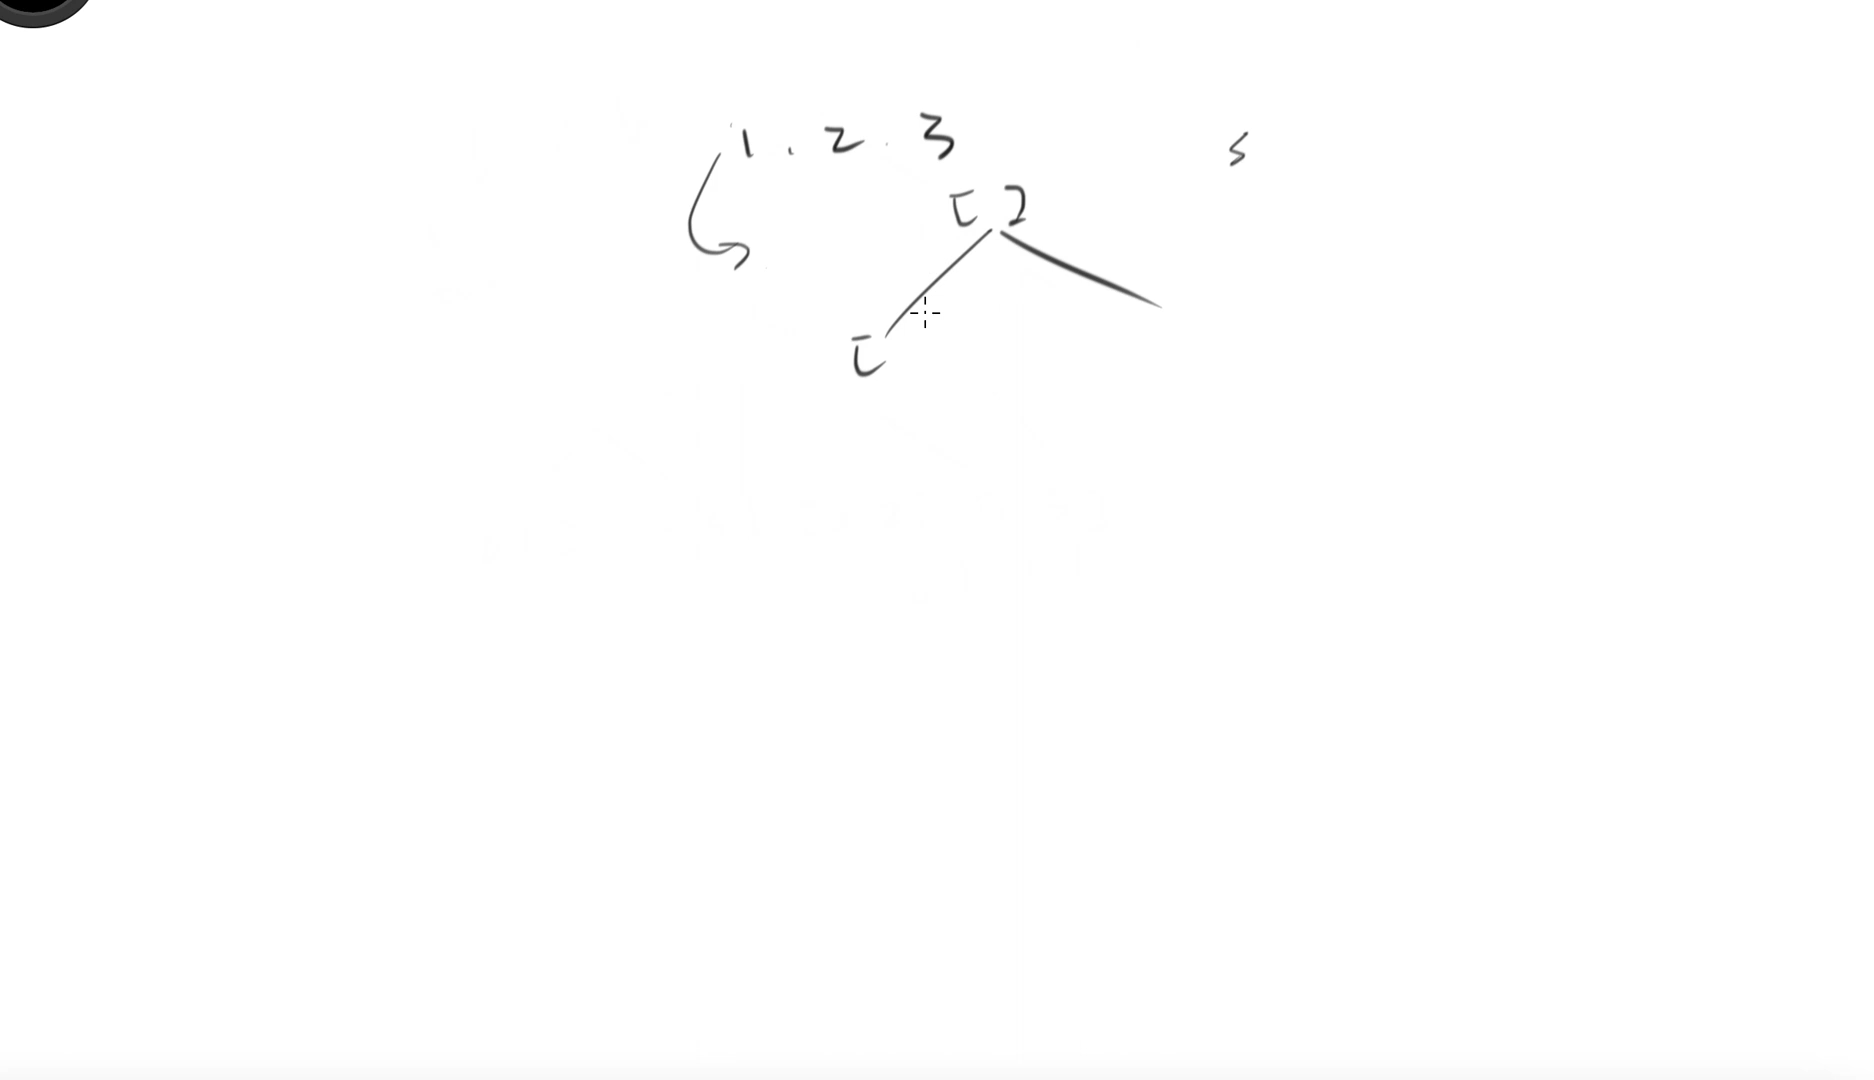 1 . 2 . 3
[ ]
[